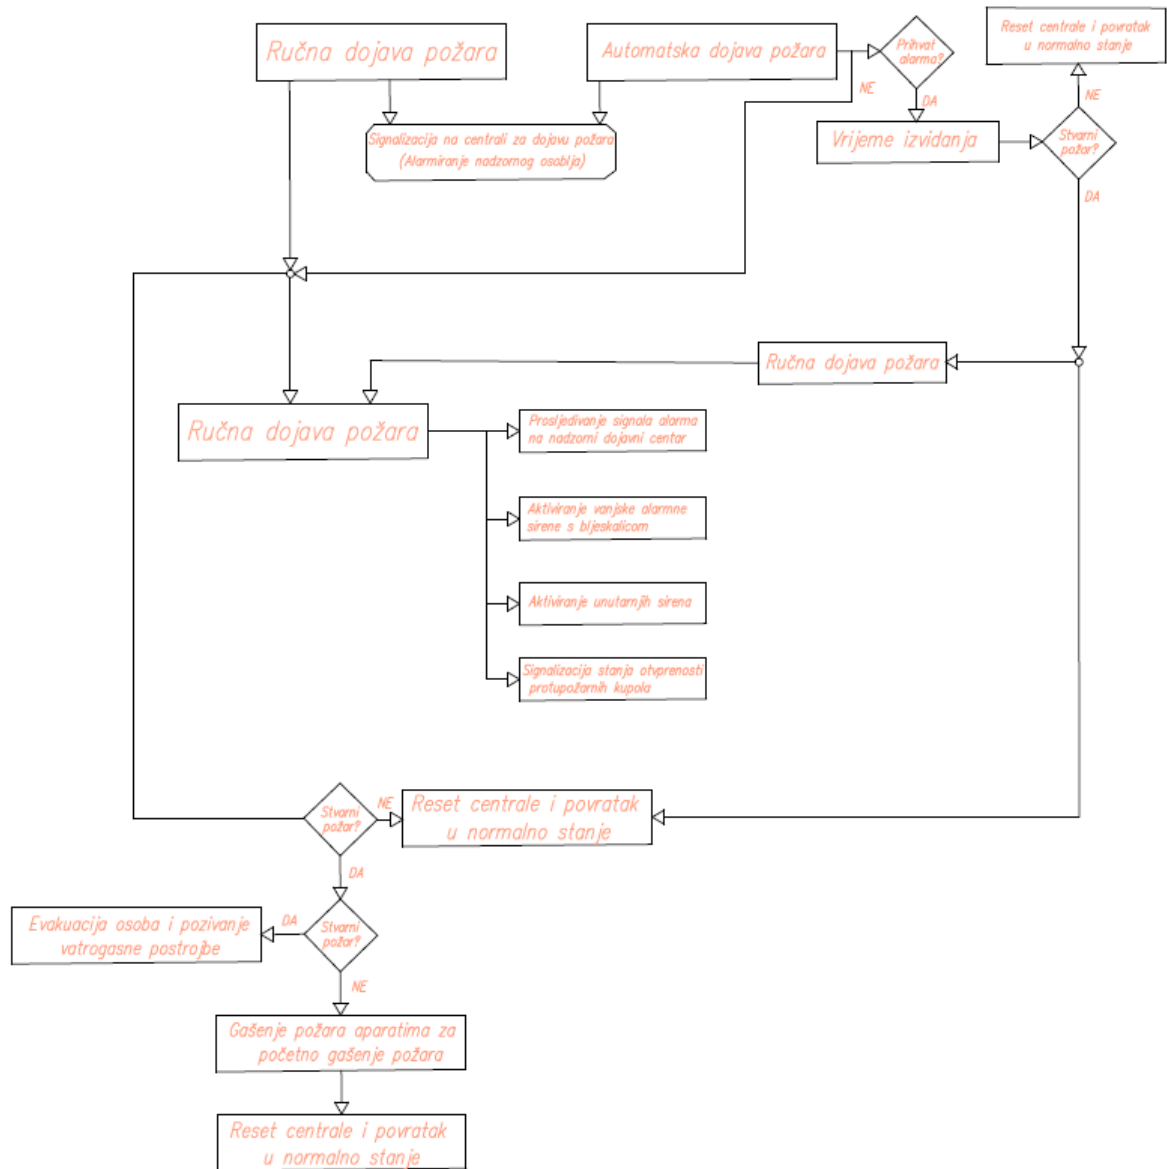 Ručna dojava požara
Automatska dojava požara
Prihvat
alarma?
Reset centrale i povratak
u normalno stanje
NE
DA
NE
Signalizacija na centrali za dojavu požara
(Alarmiranje nadzornog osoblja)
Vrijeme izvidanja
Stvarni
požar?
DA
Ručna dojava požara
Ručna dojava požara
Prosljedivanje signala alarma
na nadzorni dojavni centar
Aktiviranje vanjske alarmne
sirene s bljeskalicom
Aktiviranje unutarnjih sirena
Signalizacija stanja otvprenosti
protupožarnih kupola
Stvarni
požar?
NE
Reset centrale i povratak
u normalno stanje
DA
Evakuacija osoba i pozivanje
vatrogasne postrojbe
DA
Stvarni
požar?
NE
Gašenje požara aparatima za
početno gašenje požara
Reset centrale i povratak
u normalno stanje